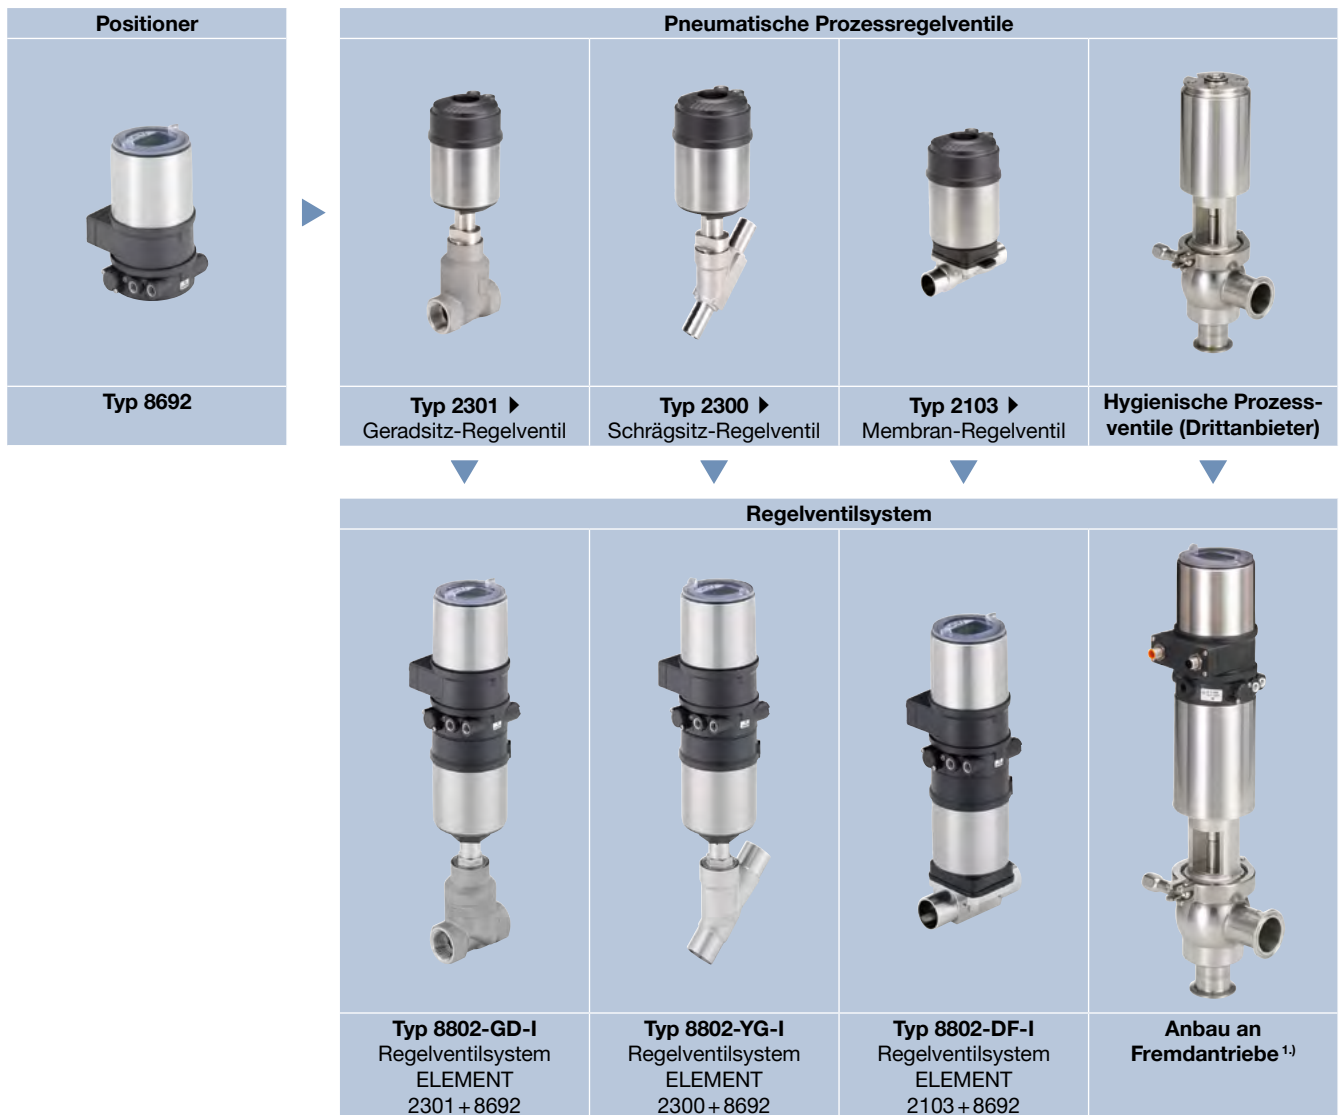 Positioner
Pneumatische Prozessregelventile
Typ 8692
Typ 2301 ▶
Geradsitz-Regelventil
Typ 2300 ▶
Schrägsitz-Regelventil
Typ 2103 ▶
Membran-Regelventil
Hygienische Prozess-
ventile (Drittanbieter)
Regelventilsystem
Typ 8802-GD-I
Regelventilsystem
ELEMENT
2301 + 8692
Typ 8802-YG-I
Regelventilsystem
ELEMENT
2300 + 8692
Typ 8802-DF-I
Regelventilsystem
ELEMENT
2103 + 8692
Anbau an
Fremdantriebe 1.)